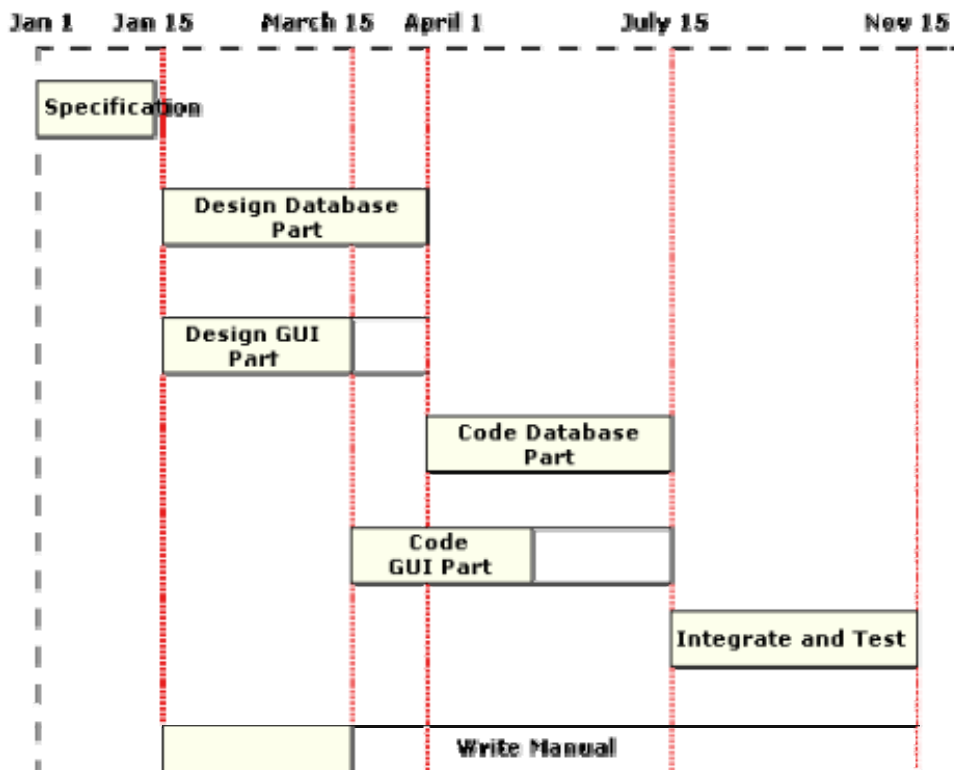 Jan 1 Jan 15 March 15 April 1 July 15 Nov 15
Specification
Design Database
Part
Design GUI
Part
Code Database
Part
Code
GUI Part
Integrate and Test
Write Manual